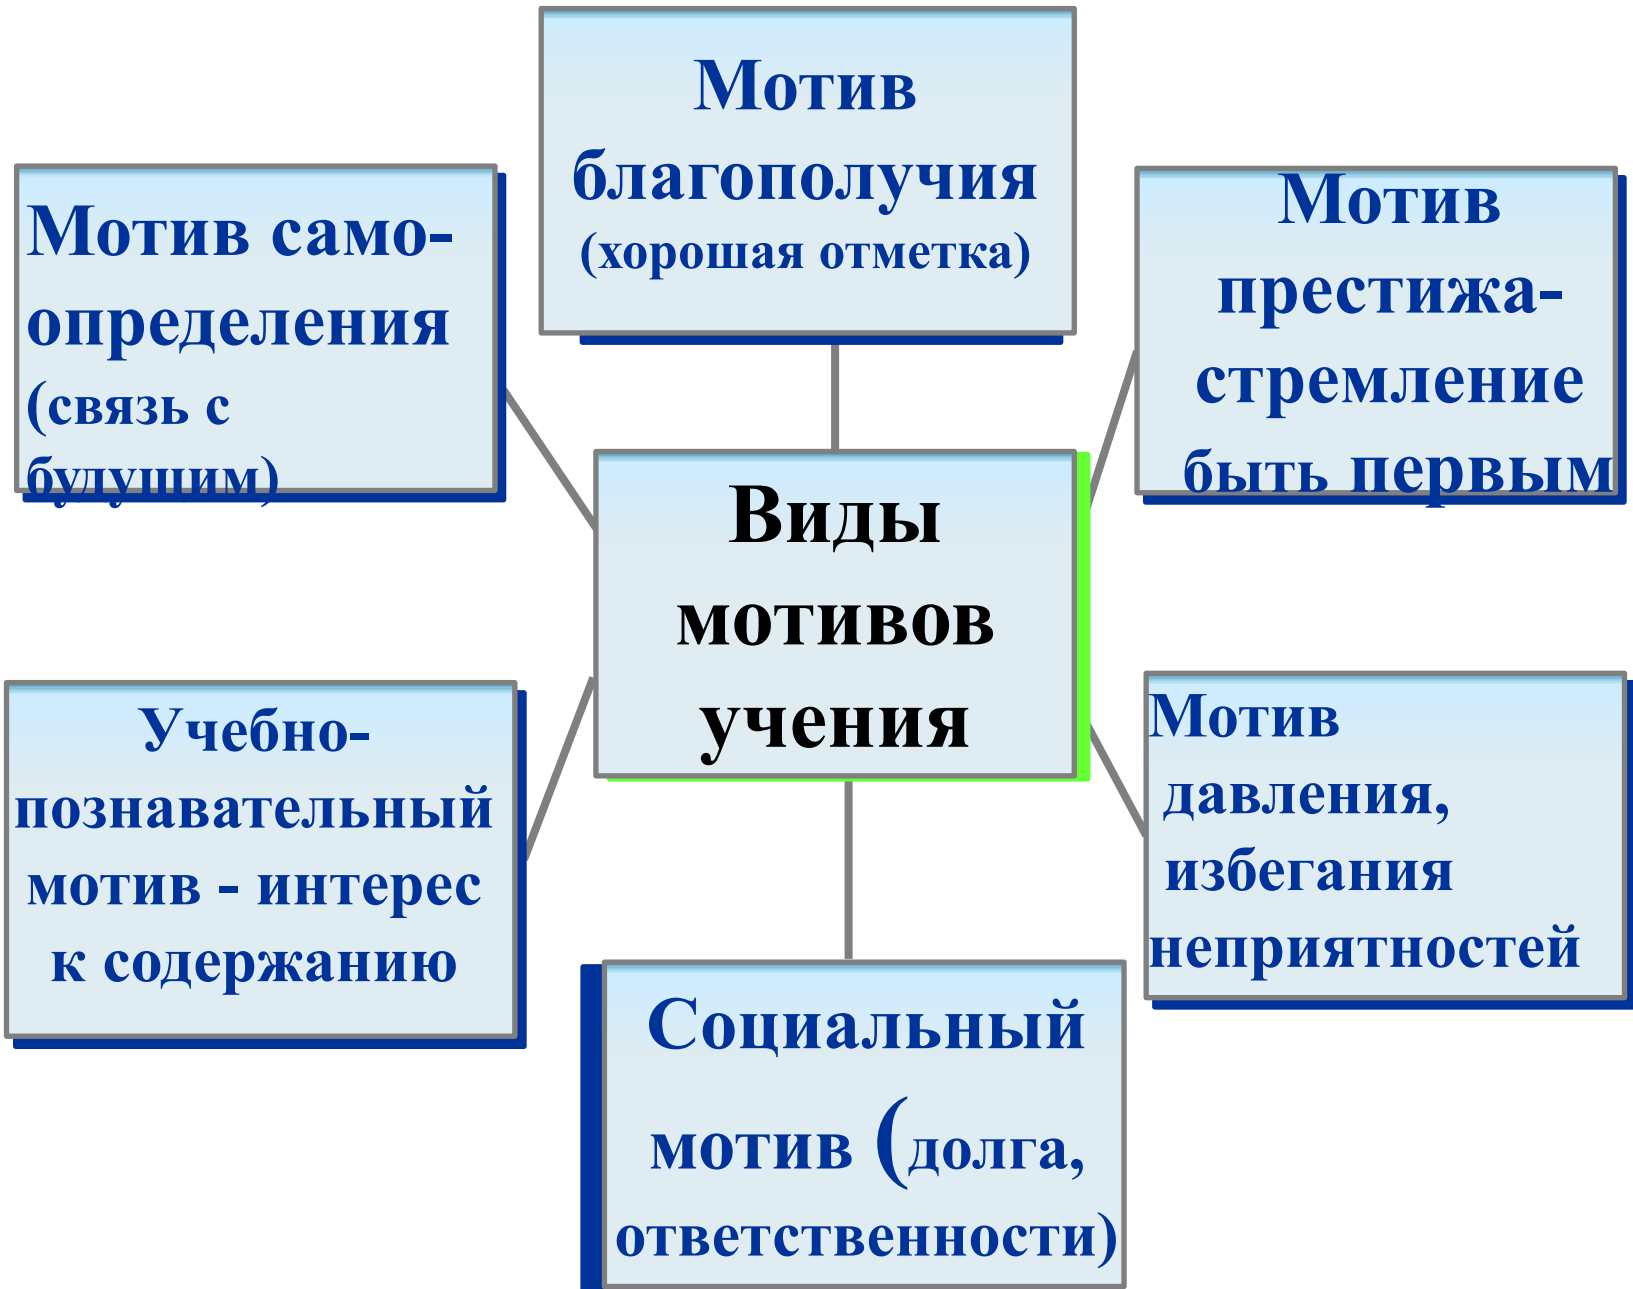 Мотив
благополучия
(хорошая отметка)
Мотив само-
определения
(связь с
будущим)
Мотив
престижа-
стремление
быть первым
Виды
мотивов
учения
Учебно-
познавательный
мотив - интерес
к содержанию
Мотив
давления,
избегания
неприятностей
Социальный
мотив (долга,
ответственности)